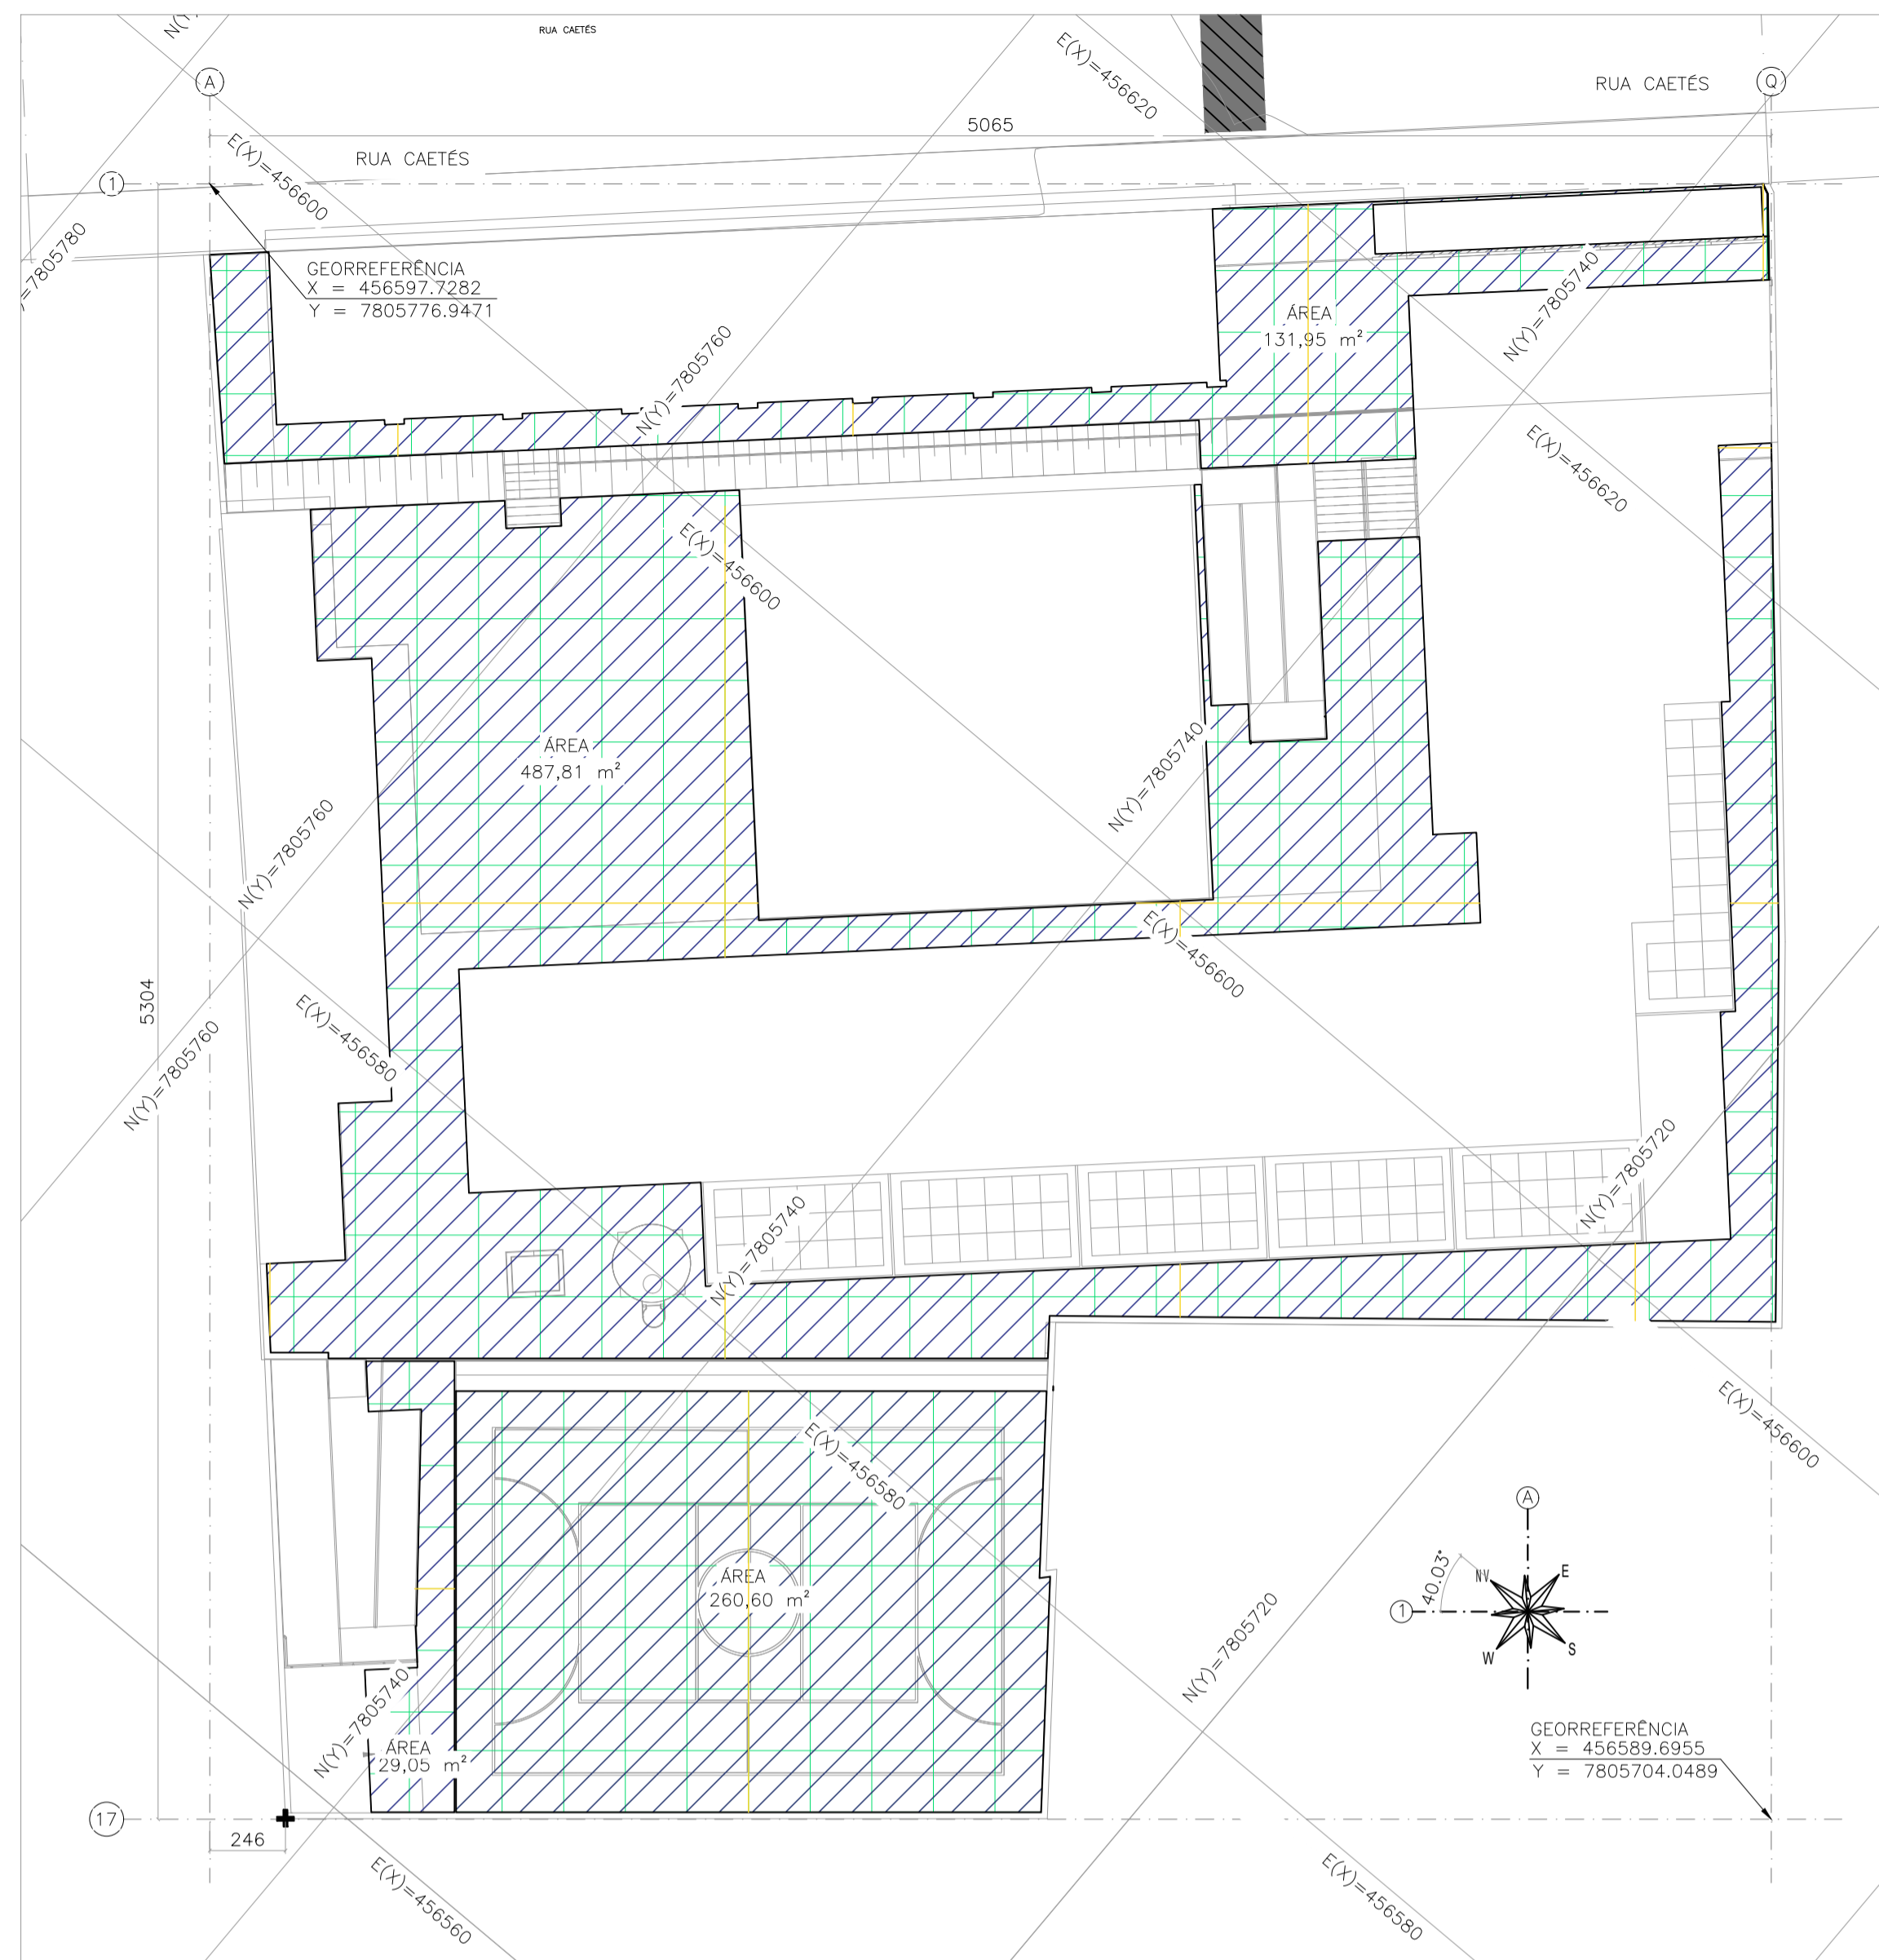 RUA CAETÉS
RUA CAETÉS
RUA CAETÉS
A
Q
5065
1
E(X)=456620
E(X)=456600
N(Y)=7805780
GEORREFERÊNCIA
X = 456597.7282
Y = 7805776.9471
N(Y)=7805760
N(Y)=7805740
ÁREA
131,95 m²
E(X)=456620
E(X)=456600
ÁREA
487,81 m²
N(Y)=7805740
N(Y)=7805760
E(X)=456600
5304
E(X)=456580
N(Y)=7805760
N(Y)=7805740
N(Y)=7805720
E(X)=456580
E(X)=456600
ÁREA
260,60 m²
A
40.03°
1
E
W
S
N(Y)=7805720
N(Y)=7805740
ÁREA
29,05 m²
GEORREFERÊNCIA
X = 456589.6955
Y = 7805704.0489
17
246
E(X)=456560
E(X)=456580